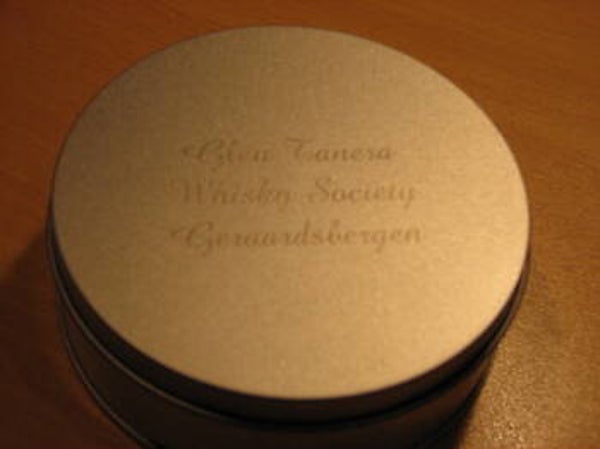 Glen Tanera
Whisky Society
Geraardsbergen